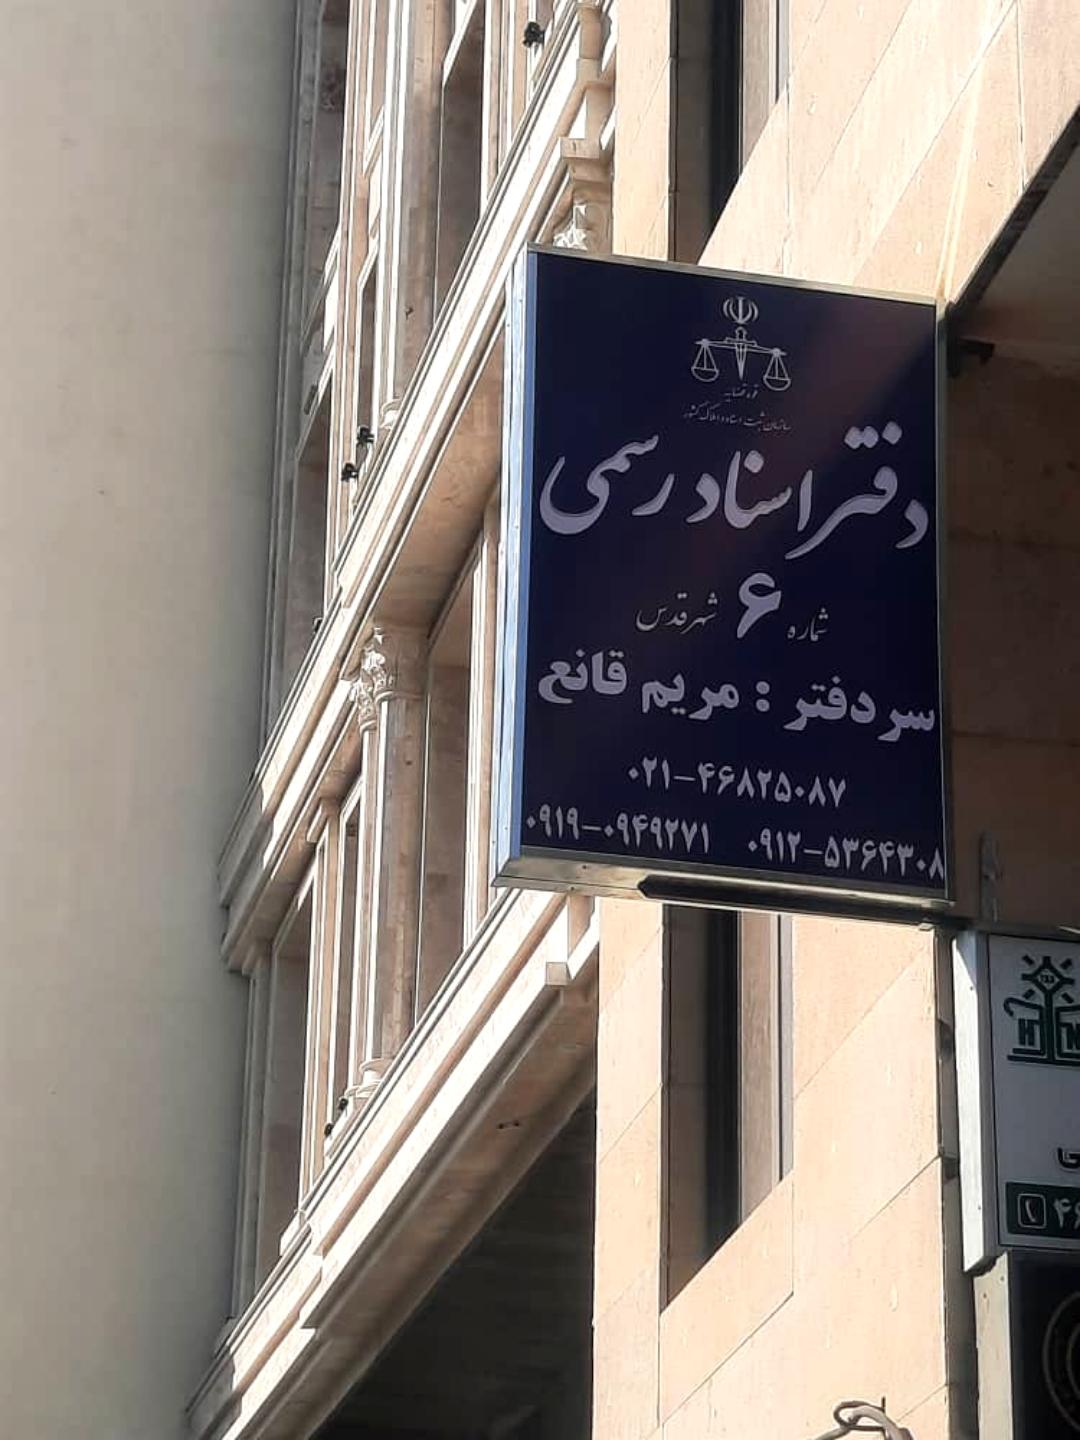 قوه قضاییه
سازمان ثبت اسناد و املاک کشور
دفتر اسناد رسمی
شماره ۶ شهرقدس
سردفتر : مریم قانع
۰۲۱-۴۶۸۲۵۰۸۷
۰۹۱۹-۰۹۴۹۲۷۱ ۰۹۱۲-۵۳۶۴۳۰۸
H N